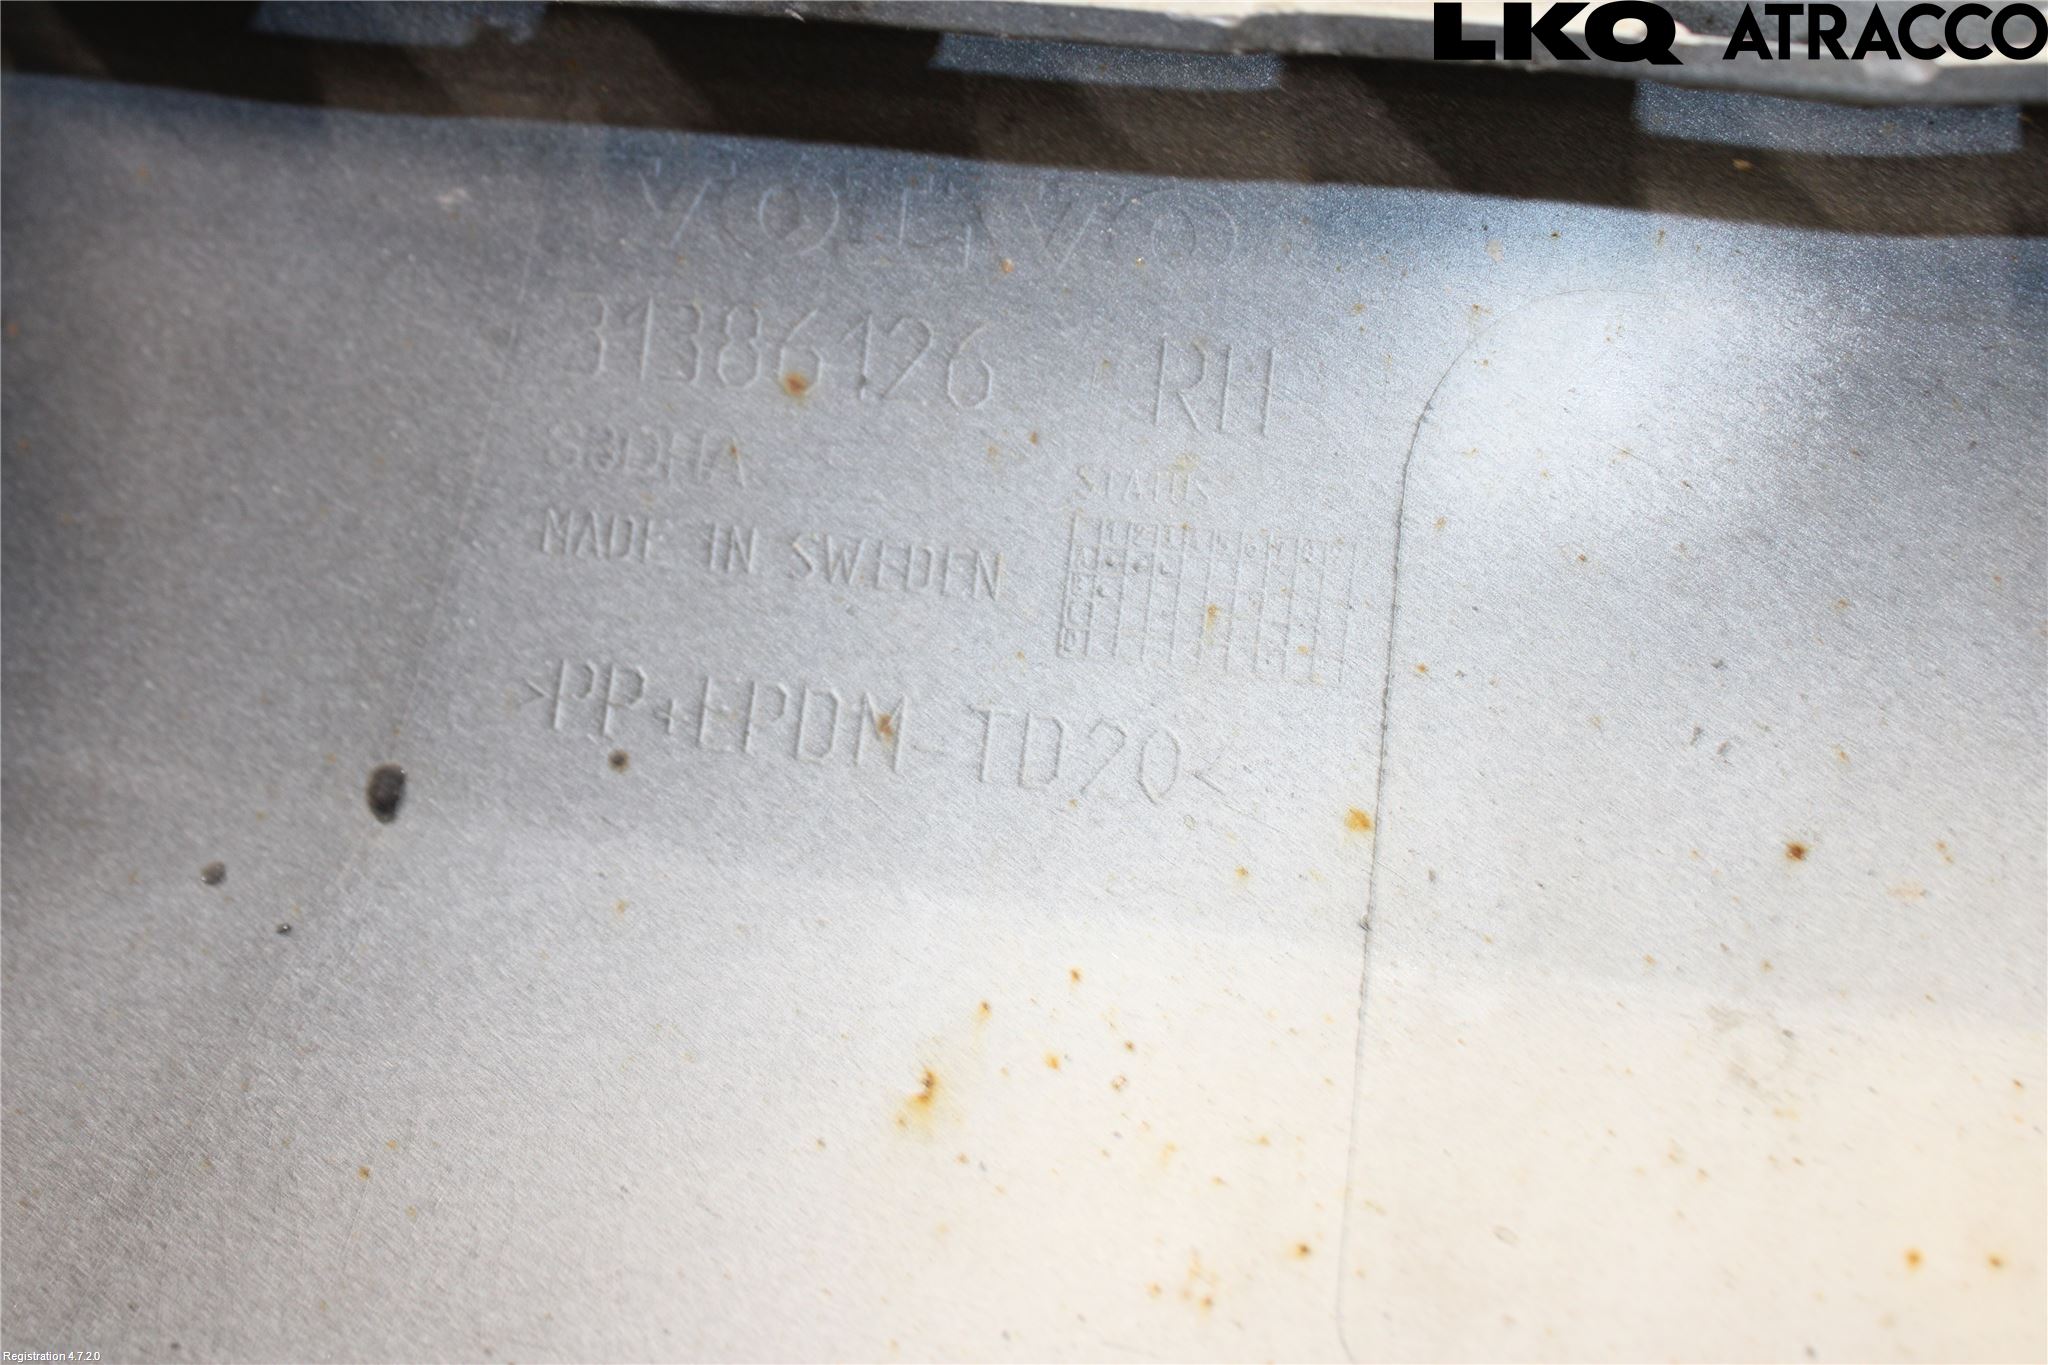 LKQ ATRACCO
VOLVO
31386126 RH
MADE IN SWEDEN
STATUS
>PP+EPDM-TD20<
Registration 4.7.2.0